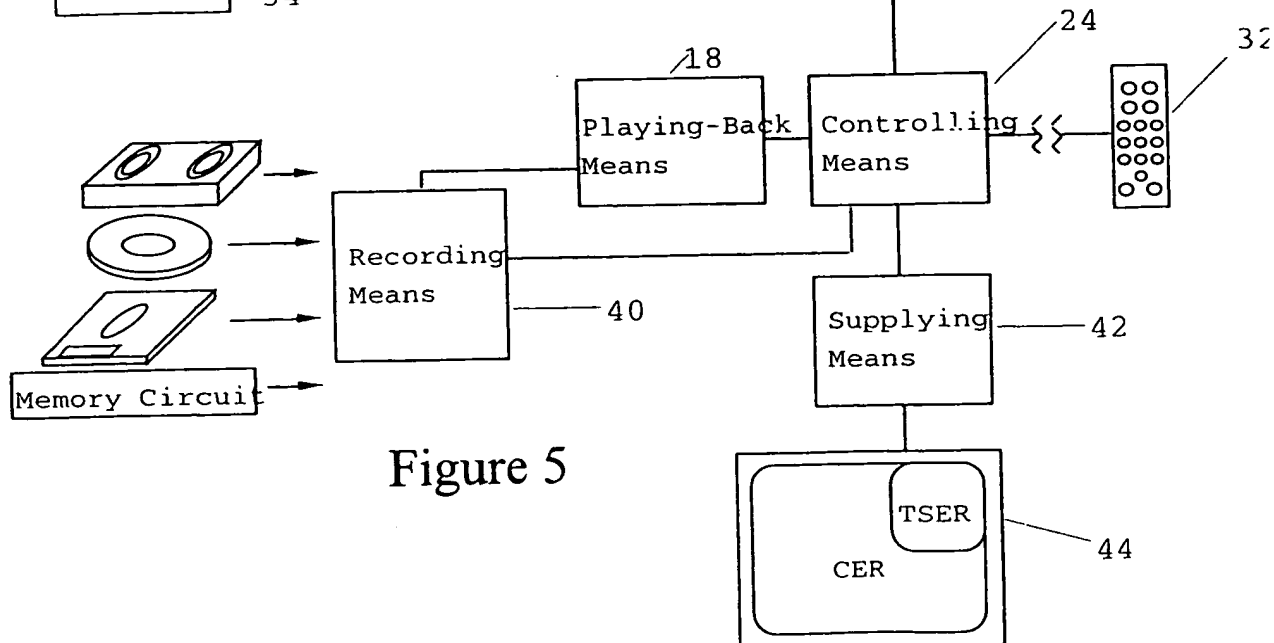 18
24
32
Playing-Back
Means
Controlling
Means
Recording
Means
40
Supplying
Means
42
Memory Circuit
Figure 5
TSER
CER
44